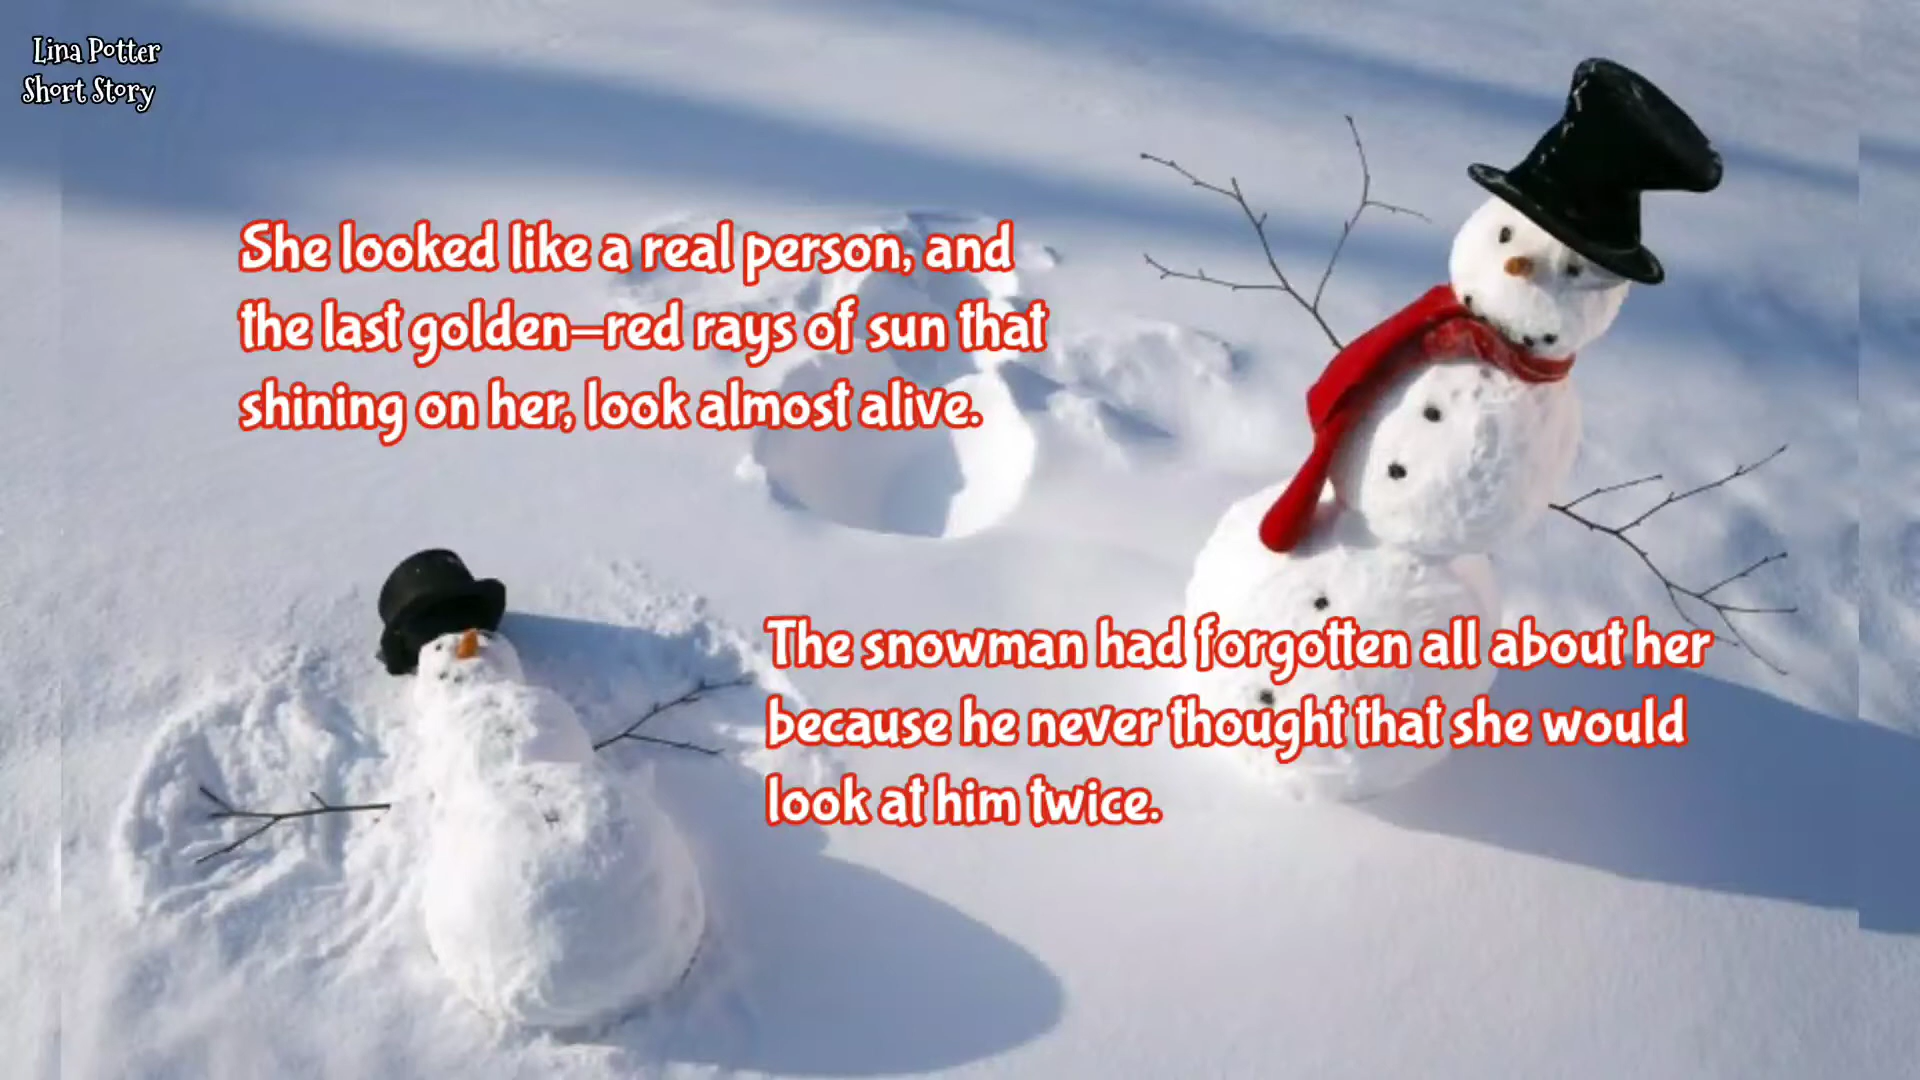 Lina Potter
Short Story
She looked like a real person, and
the last golden–red rays of sun that
shining on her, look almost alive.
The snowman had forgotten all about her
because he never thought that she would
look at him twice.